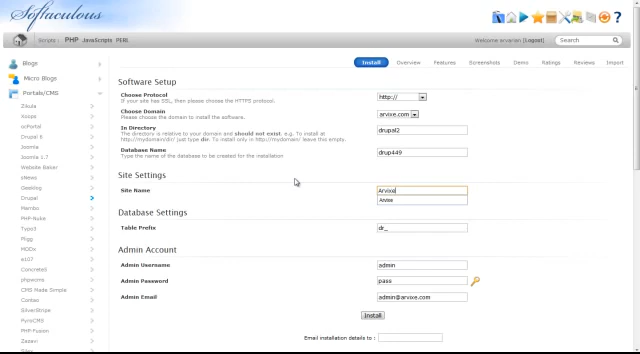 Softaculous
Scripts : PHP JavaScripts PERL
Welcome arvixevan [Logout]
Search
Blogs
Micro Blogs
Portals/CMS
Zikula
Xoops
ocPortal
Drupal 6
Joomla
Joomla 1.7
Website Baker
sNews
Geeklog
Drupal
Mambo
PHP-Nuke
Typo3
Pligg
MODx
e107
Concrete5
phpwcms
CMS Made Simple
Contao
SilverStripe
PyroCMS
PHP-Fusion
Install
Overview
Features
Screenshots
Demo
Ratings
Reviews
Import
Software Setup
Choose Protocol
If your site has SSL, then please choose the HTTPS protocol.
http://
Choose Domain
Please choose the domain to install the software.
arvixe.com
In Directory
The directory is relative to your domain and should not exist. e.g. To install at
http://mydomain/dir/ just type dir. To install only in http://mydomain/ leave this empty.
drupal2
Database Name
Type the name of the database to be created for the installation
drup449
Site Settings
Site Name
Arvixe
Arvixe
Database Settings
Table Prefix
dr_
Admin Account
Admin Username
admin
Admin Password
pass
Admin Email
admin@arvixe.com
Install
Email installation details to :